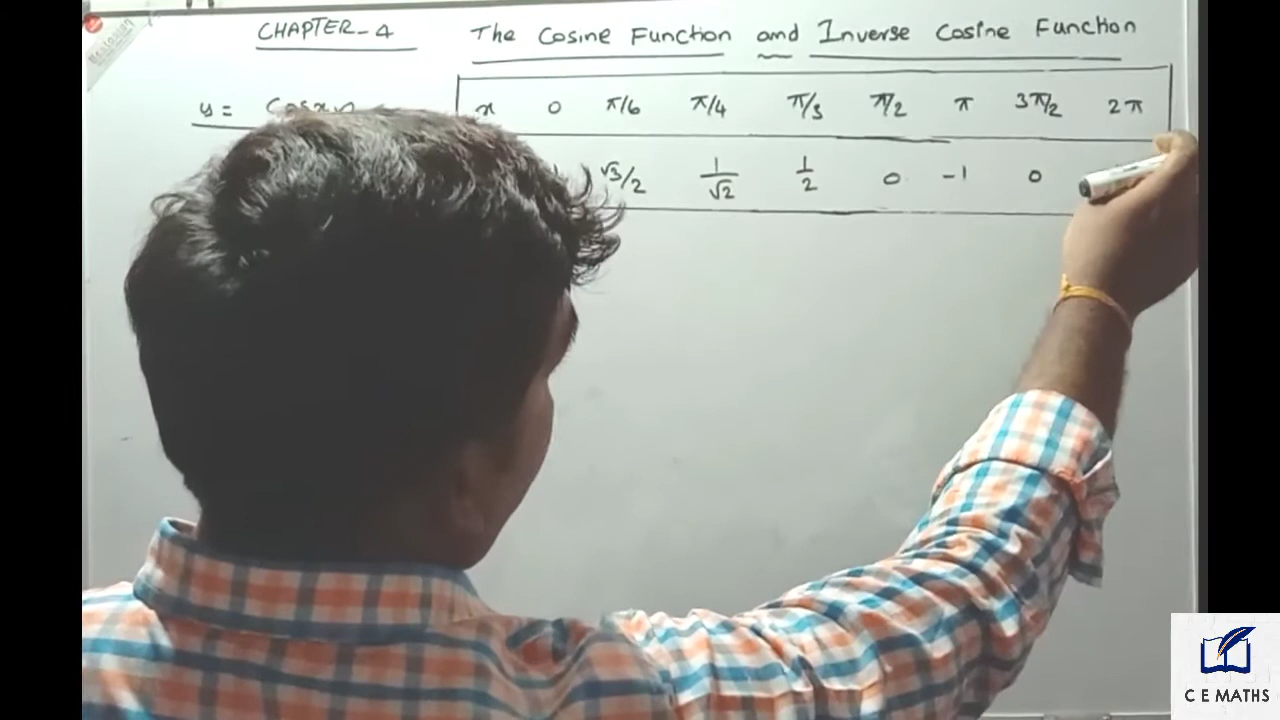 CHAPTER-4 The Cosine Function and Inverse Cosine Function
y = Cosx
x 0 π/6 π/4 π/3 π/2 π 3π/2 2π
√3/2 1/√2 1/2 0 -1 0
C E MATHS